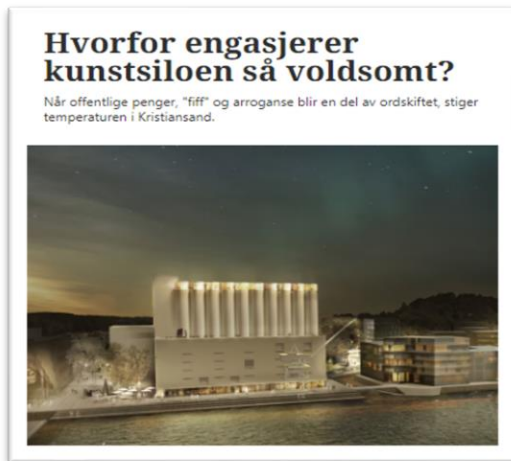 Hvorfor engasjerer
kunstsiloen så voldsomt?
Når offentlige penger, "fiff" og arroganse blir en del av ordskiftet, stiger
temperaturen i Kristiansand.